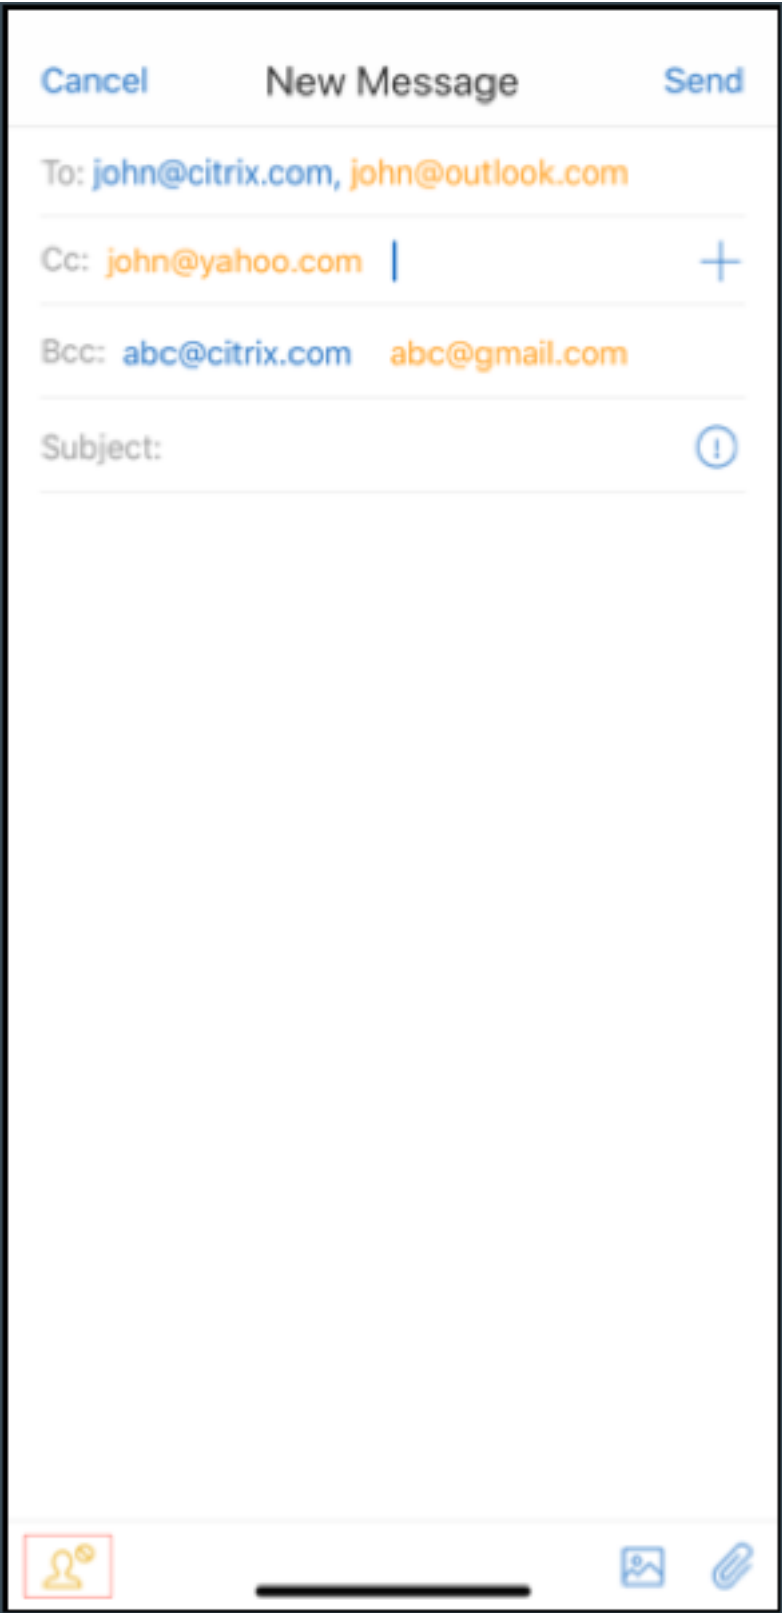 Cancel New Message Send
To: john@citrix.com, john@outlook.com
Cc: john@yahoo.com
Bcc: abc@citrix.com abc@gmail.com
Subject: